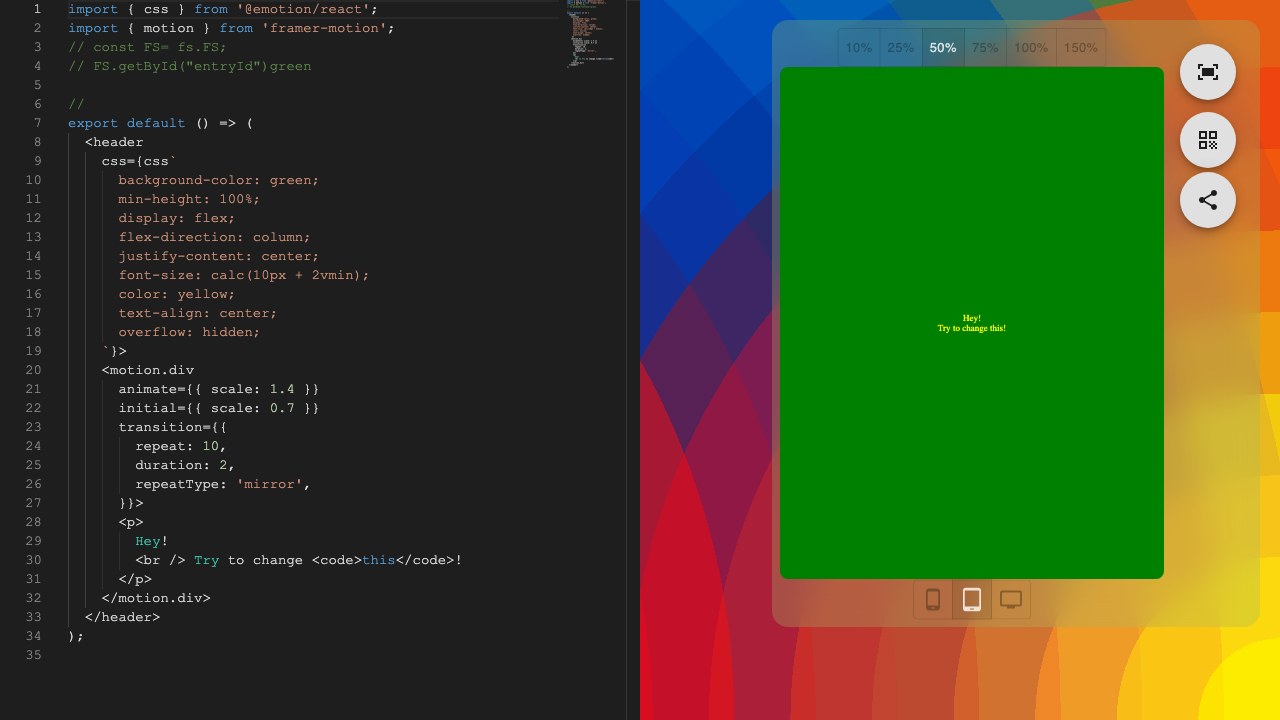 1 import { css } from '@emotion/react';
2 import { motion } from 'framer-motion';
3 // const FS= fs.FS;
4 // FS.getById("entryId")green
5
6 //
7 export default () => (
8 <header
9 css={css`
10 background-color: green;
11 min-height: 100%;
12 display: flex;
13 flex-direction: column;
14 justify-content: center;
15 font-size: calc(10px + 2vmin);
16 color: yellow;
17 text-align: center;
18 overflow: hidden;
19 `}>
20 <motion.div
21 animate={{ scale: 1.4 }}
22 initial={{ scale: 0.7 }}
23 transition={{
24 repeat: 10,
25 duration: 2,
26 repeatType: 'mirror',
27 }}>
28 <p>
29 Hey!
30 <br /> Try to change <code>this</code>!
31 </p>
32 </motion.div>
33 </header>
34 );
35
10% 25% 50% 75% 100% 150%
Hey!
Try to change this!